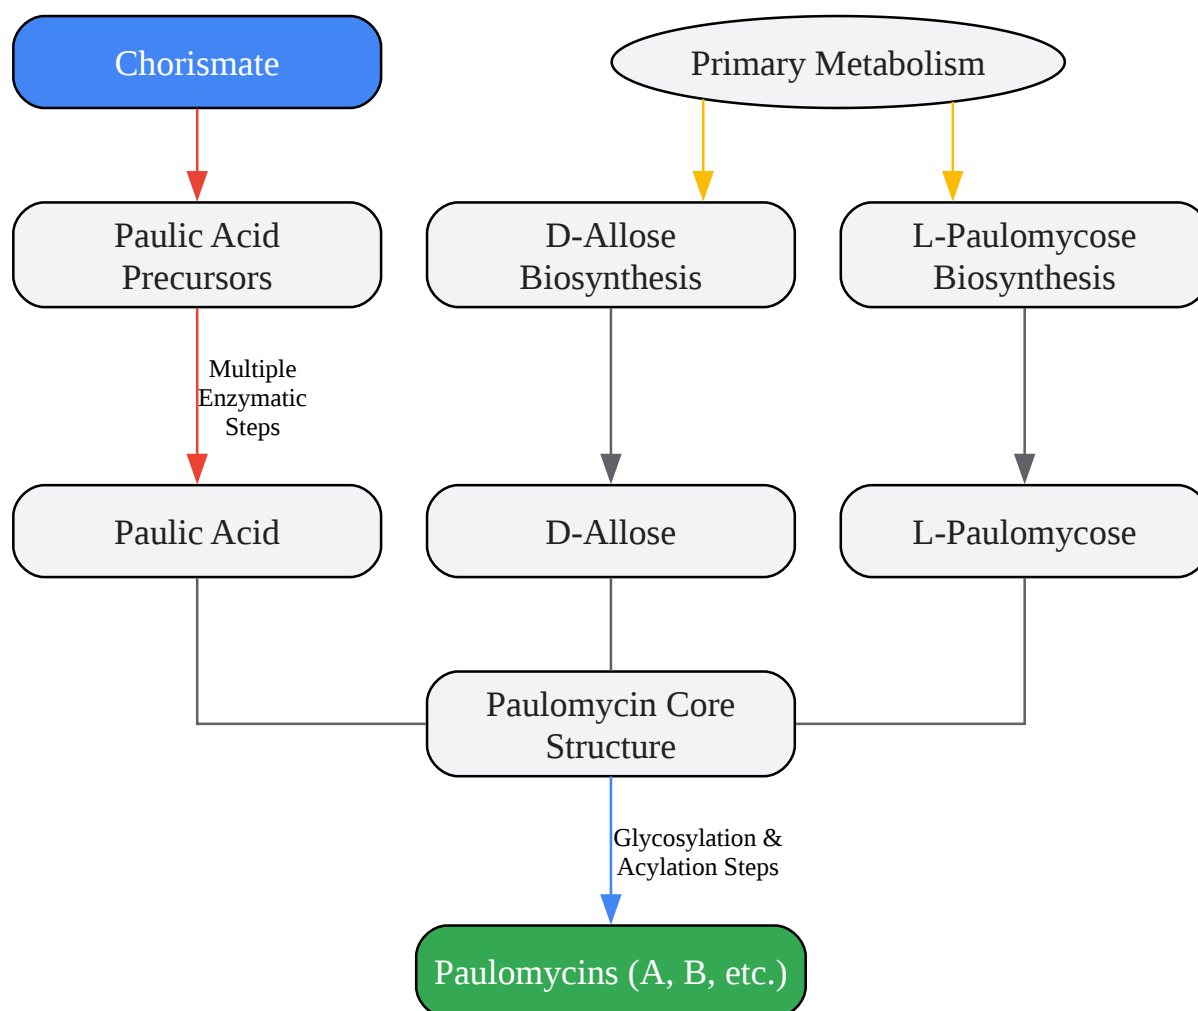 Chorismate
Primary Metabolism
Paulic Acid
Precursors
D-Allose
Biosynthesis
L-Paulomycose
Biosynthesis
Multiple
Enzymatic
Steps
Paulic Acid
D-Allose
L-Paulomycose
Paulomycin Core
Structure
Glycosylation &
Acylation Steps
Paulomycins (A, B, etc.)